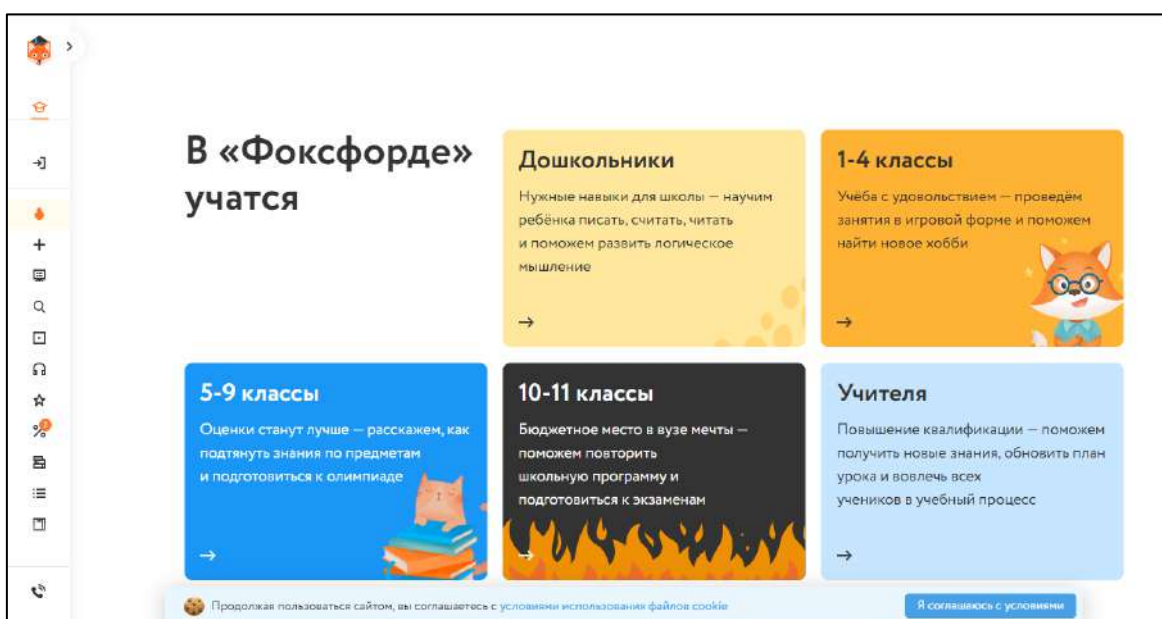 В «Фоксфорде»
учатся
Дошкольники
Нужные навыки для школы — научим
ребёнка писать, считать, читать
и поможем развить логическое
мышление
1-4 классы
Учёба с удовольствием — проведём
занятия в игровой форме и поможем
найти новое хобби
5-9 классы
Оценки станут лучше — расскажем, как
подтянуть знания по предметам
и подготовиться к олимпиаде
10-11 классы
Бюджетное место в вузе мечты —
поможем повторить
школьную программу и
подготовиться к экзаменам
Учителя
Повышение квалификации — поможем
получить новые знания, обновить план
урока и вовлечь всех
учеников в учебный процесс
Продолжая пользоваться сайтом, вы соглашаетесь с условиями использования файлов cookie
Я соглашаюсь с условиями